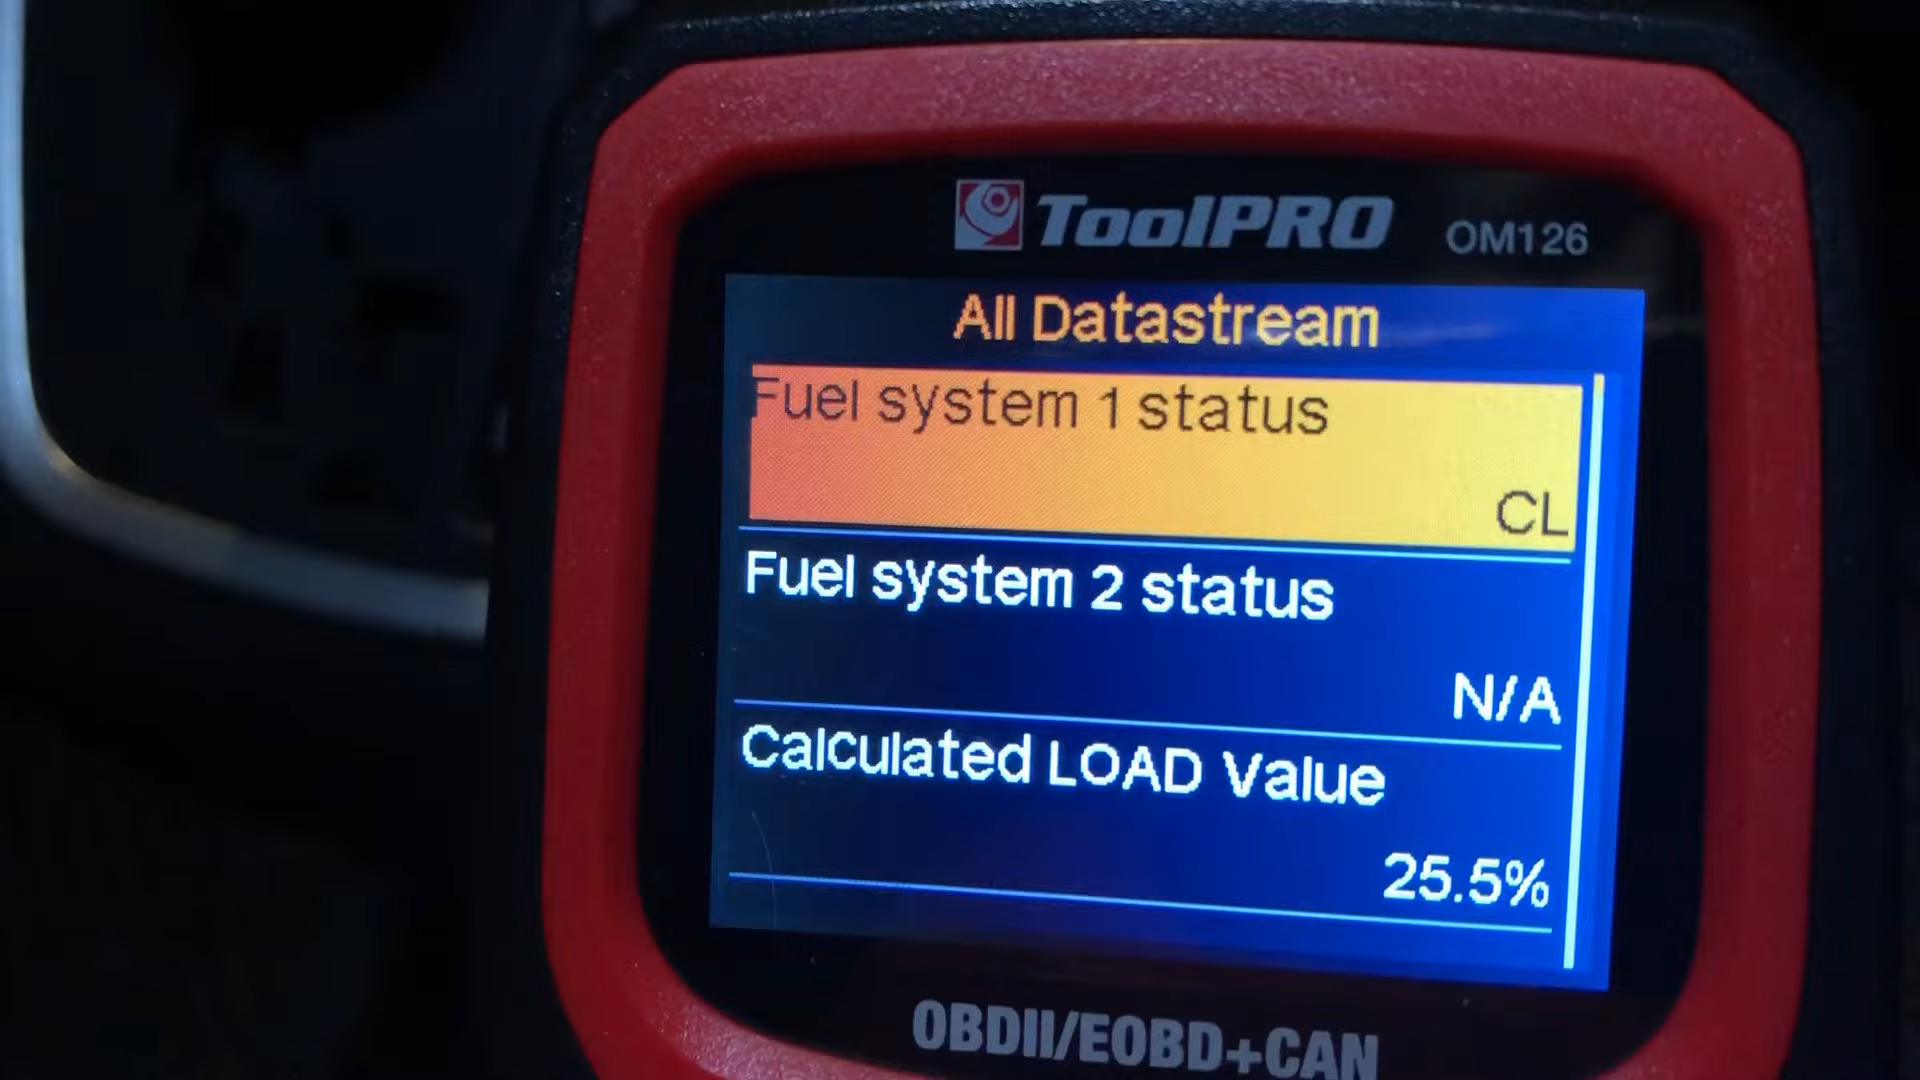 ToolPRO OM126
All Datastream
Fuel system 1 status
CL
Fuel system 2 status
N/A
Calculated LOAD Value
25.5%
OBDII/EOBD+CAN